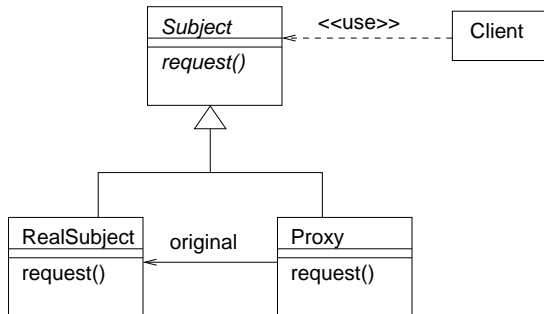 Subject
request()
<<use>>
Client
RealSubject
request()
original
Proxy
request()